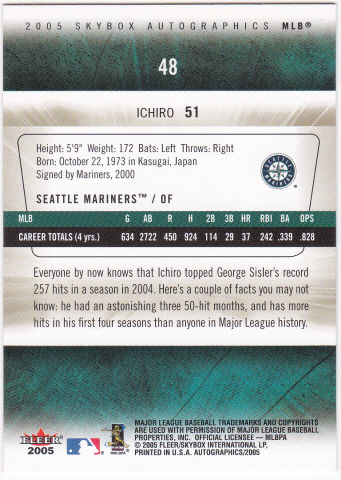 2005 SKYBOX AUTOGRAPHICS MLB®
48
ICHIRO 51
Height: 5'9" Weight: 172 Bats: Left Throws: Right
Born: October 22, 1973 in Kasugai, Japan
Signed by Mariners, 2000
SEATTLE MARINERS™ / OF
SEATTLE MARINERS
MLB G AB R H 2B 3B HR RBI BA OPS
CAREER TOTALS (4 yrs.) 634 2722 450 924 114 29 37 242 .339 .828
Everyone by now knows that Ichiro topped George Sisler's record
257 hits in a season in 2004. Here's a couple of facts you may not
know: he had an astonishing three 50-hit months, and has more
hits in his first four seasons than anyone in Major League history.
MAJOR LEAGUE BASEBALL TRADEMARKS AND COPYRIGHTS
ARE USED WITH PERMISSION OF MAJOR LEAGUE BASEBALL
PROPERTIES, INC. OFFICIAL LICENSEE — MLBPA
© 2005 FLEER/SKYBOX INTERNATIONAL LP,
PRINTED IN U.S.A. AUTOGRAPHICS/2005
FLEER
2005